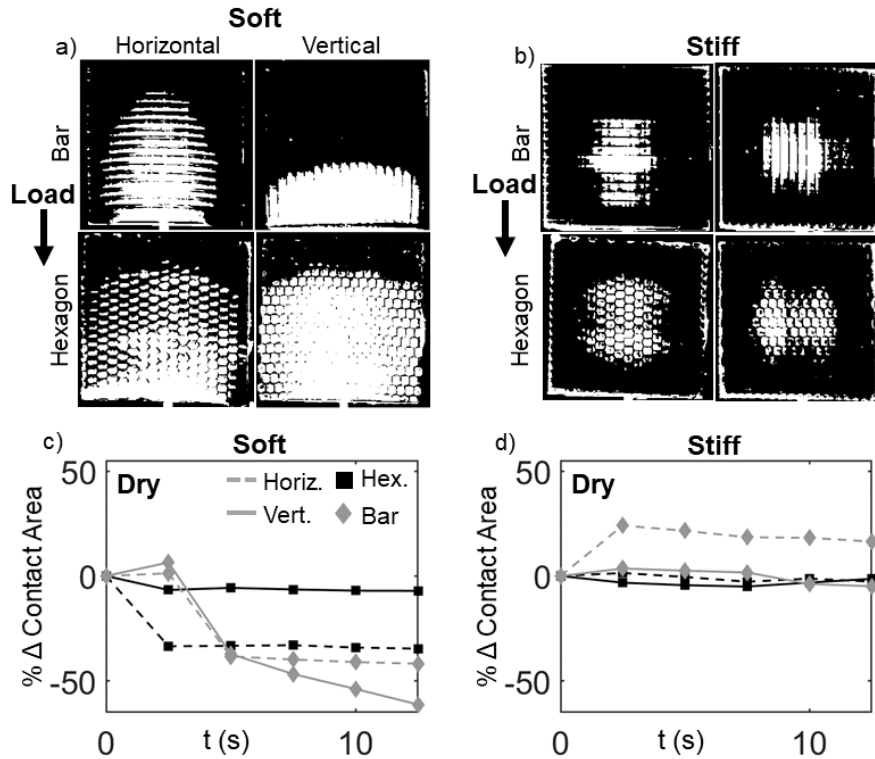 Soft
a)
Horizontal
Vertical
Bar
Load
Hexagon
Stiff
b)
Bar
Load
Hexagon
c)
Soft
50
0
-50
% Δ Contact Area
Dry
Horiz.
Hex.
Vert.
Bar
0
t (s)
10
d)
Stiff
50
0
-50
% Δ Contact Area
Dry
0
t (s)
10